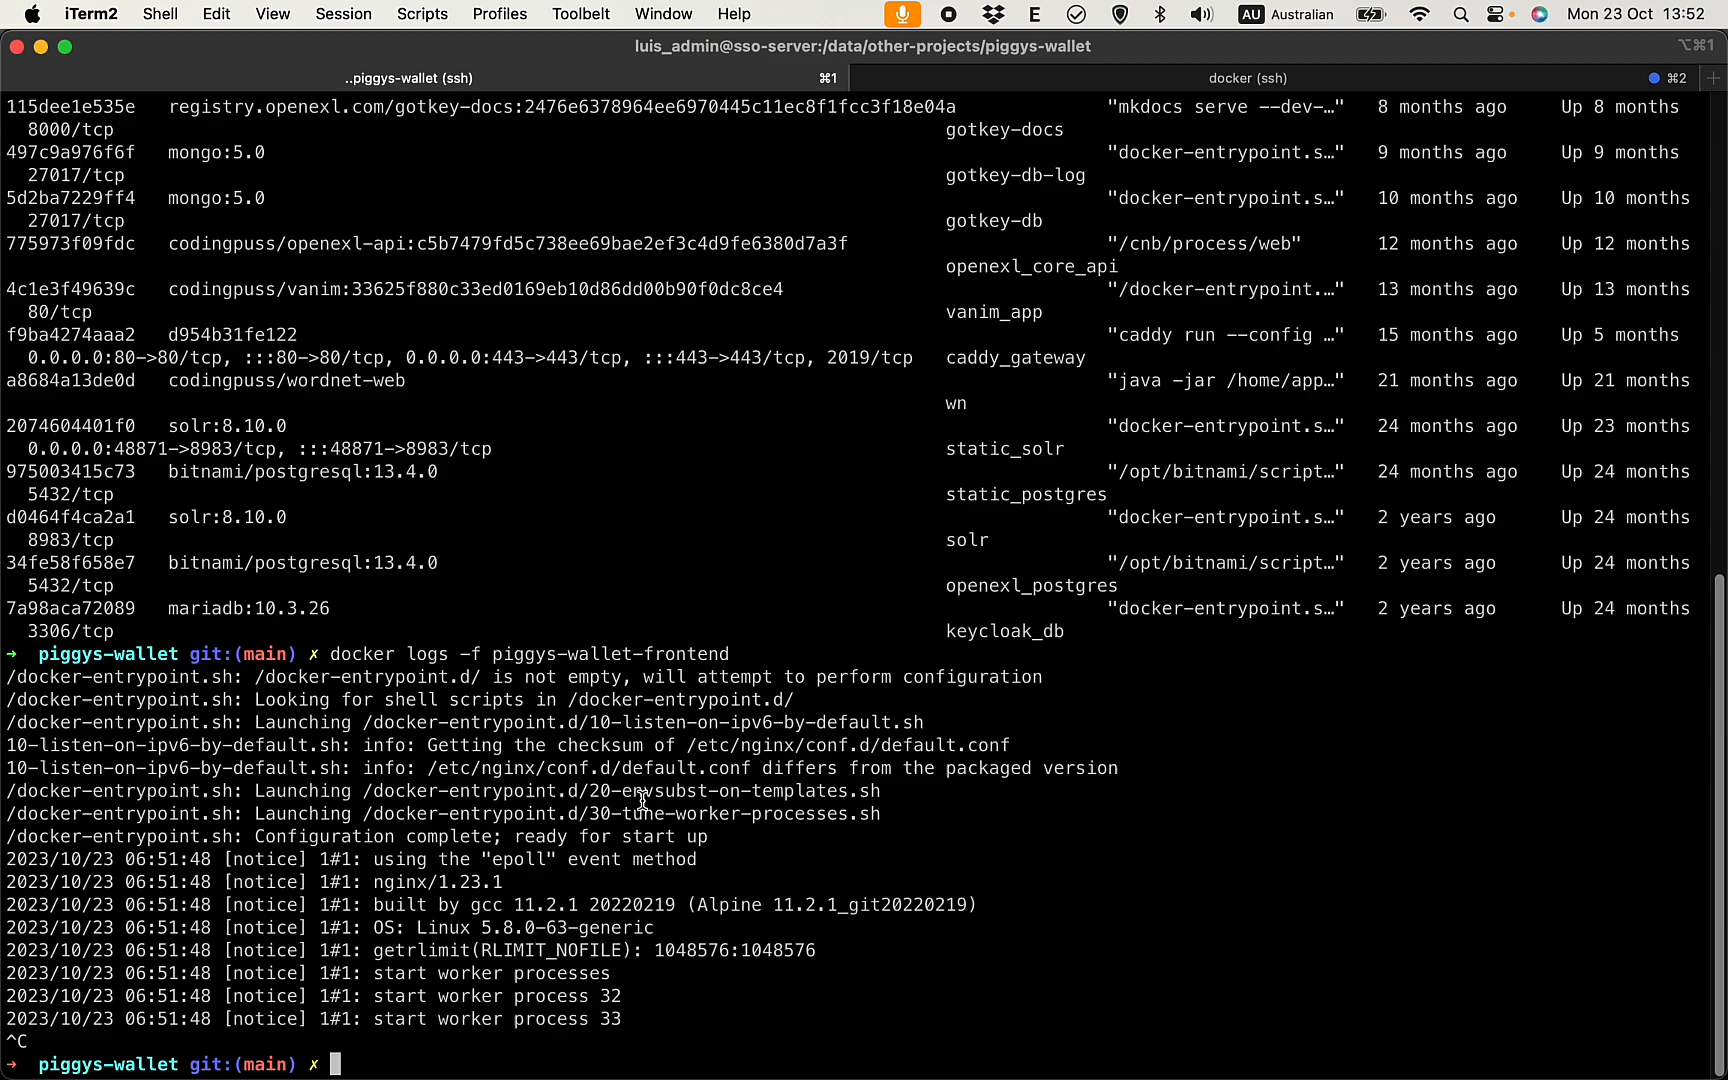 iTerm2 Shell Edit View Session Scripts Profiles Toolbelt Window Help E AU Australian Mon 23 Oct 13:52
luis_admin@sso-server:/data/other-projects/piggys-wallet ⌥⌘1
..piggys-wallet (ssh) ⌘1 docker (ssh) ⌘2
115dee1e535e registry.openexl.com/gotkey-docs:2476e6378964ee6970445c11ec8f1fcc3f18e04a "mkdocs serve --dev-…" 8 months ago Up 8 months
8000/tcp gotkey-docs
497c9a976f6f mongo:5.0 "docker-entrypoint.s…" 9 months ago Up 9 months
27017/tcp gotkey-db-log
5d2ba7229ff4 mongo:5.0 "docker-entrypoint.s…" 10 months ago Up 10 months
27017/tcp gotkey-db
775973f09fdc codingpuss/openexl-api:c5b7479fd5c738ee69bae2ef3c4d9fe6380d7a3f "/cnb/process/web" 12 months ago Up 12 months
openexl_core_api
4c1e3f49639c codingpuss/vanim:33625f880c33ed0169eb10d86dd00b90f0dc8ce4 "/docker-entrypoint.…" 13 months ago Up 13 months
80/tcp vanim_app
f9ba4274aaa2 d954b31fe122 "caddy run --config …" 15 months ago Up 5 months
0.0.0.0:80->80/tcp, :::80->80/tcp, 0.0.0.0:443->443/tcp, :::443->443/tcp, 2019/tcp caddy_gateway
a8684a13de0d codingpuss/wordnet-web "java -jar /home/app…" 21 months ago Up 21 months
wn
2074604401f0 solr:8.10.0 "docker-entrypoint.s…" 24 months ago Up 23 months
0.0.0.0:48871->8983/tcp, :::48871->8983/tcp static_solr
975003415c73 bitnami/postgresql:13.4.0 "/opt/bitnami/script…" 24 months ago Up 24 months
5432/tcp static_postgres
d0464f4ca2a1 solr:8.10.0 "docker-entrypoint.s…" 2 years ago Up 24 months
8983/tcp solr
34fe58f658e7 bitnami/postgresql:13.4.0 "/opt/bitnami/script…" 2 years ago Up 24 months
5432/tcp openexl_postgres
7a98aca72089 mariadb:10.3.26 "docker-entrypoint.s…" 2 years ago Up 24 months
3306/tcp keycloak_db
→ piggys-wallet git:(main) ✗ docker logs -f piggys-wallet-frontend
/docker-entrypoint.sh: /docker-entrypoint.d/ is not empty, will attempt to perform configuration
/docker-entrypoint.sh: Looking for shell scripts in /docker-entrypoint.d/
/docker-entrypoint.sh: Launching /docker-entrypoint.d/10-listen-on-ipv6-by-default.sh
10-listen-on-ipv6-by-default.sh: info: Getting the checksum of /etc/nginx/conf.d/default.conf
10-listen-on-ipv6-by-default.sh: info: /etc/nginx/conf.d/default.conf differs from the packaged version
/docker-entrypoint.sh: Launching /docker-entrypoint.d/20-envsubst-on-templates.sh
/docker-entrypoint.sh: Launching /docker-entrypoint.d/30-tune-worker-processes.sh
/docker-entrypoint.sh: Configuration complete; ready for start up
2023/10/23 06:51:48 [notice] 1#1: using the "epoll" event method
2023/10/23 06:51:48 [notice] 1#1: nginx/1.23.1
2023/10/23 06:51:48 [notice] 1#1: built by gcc 11.2.1 20220219 (Alpine 11.2.1_git20220219)
2023/10/23 06:51:48 [notice] 1#1: OS: Linux 5.8.0-63-generic
2023/10/23 06:51:48 [notice] 1#1: getrlimit(RLIMIT_NOFILE): 1048576:1048576
2023/10/23 06:51:48 [notice] 1#1: start worker processes
2023/10/23 06:51:48 [notice] 1#1: start worker process 32
2023/10/23 06:51:48 [notice] 1#1: start worker process 33
^C
→ piggys-wallet git:(main) ✗